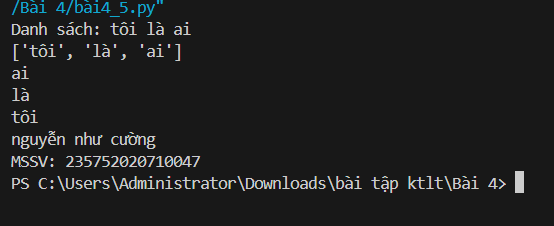 /Bài 4/bài4_5.py"
Danh sách: tôi là ai
['tôi', 'là', 'ai']
ai
là
tôi
nguyễn như cường
MSSV: 235752020710047
PS C:\Users\Administrator\Downloads\bài tập ktlt\Bài 4>